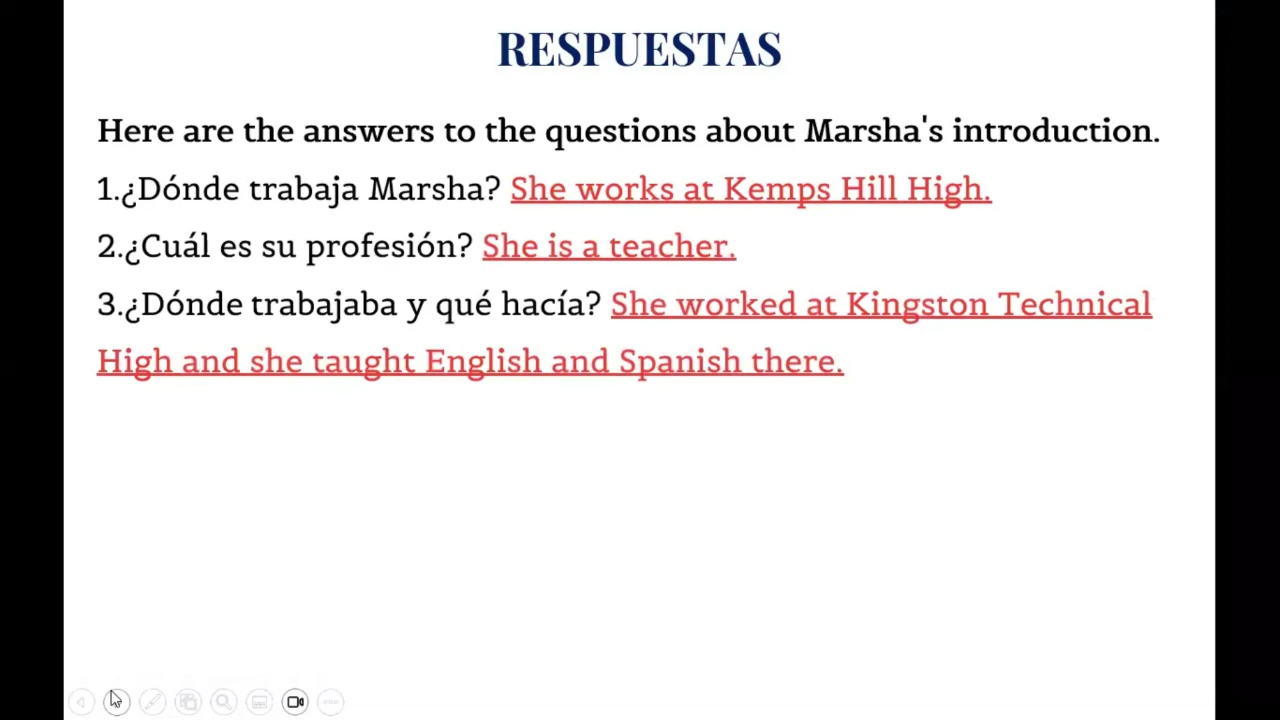 RESPUESTAS
Here are the answers to the questions about Marsha's introduction.
1.¿Dónde trabaja Marsha? She works at Kemps Hill High.
2.¿Cuál es su profesión? She is a teacher.
3.¿Dónde trabajaba y qué hacía? She worked at Kingston Technical
High and she taught English and Spanish there.